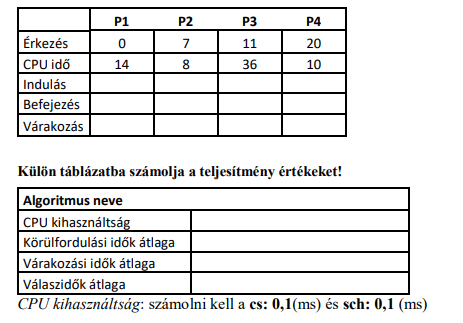 P1 P2 P3 P4
Érkezés 0 7 11 20
CPU idő 14 8 36 10
Indulás
Befejezés
Várakozás
Külön táblázatba számolja a teljesítmény értékeket!
Algoritmus neve
CPU kihasználtság
Körülfordulási idők átlaga
Várakozási idők átlaga
Válaszidők átlaga
CPU kihasználtság: számolni kell a cs: 0,1(ms) és sch: 0,1 (ms)